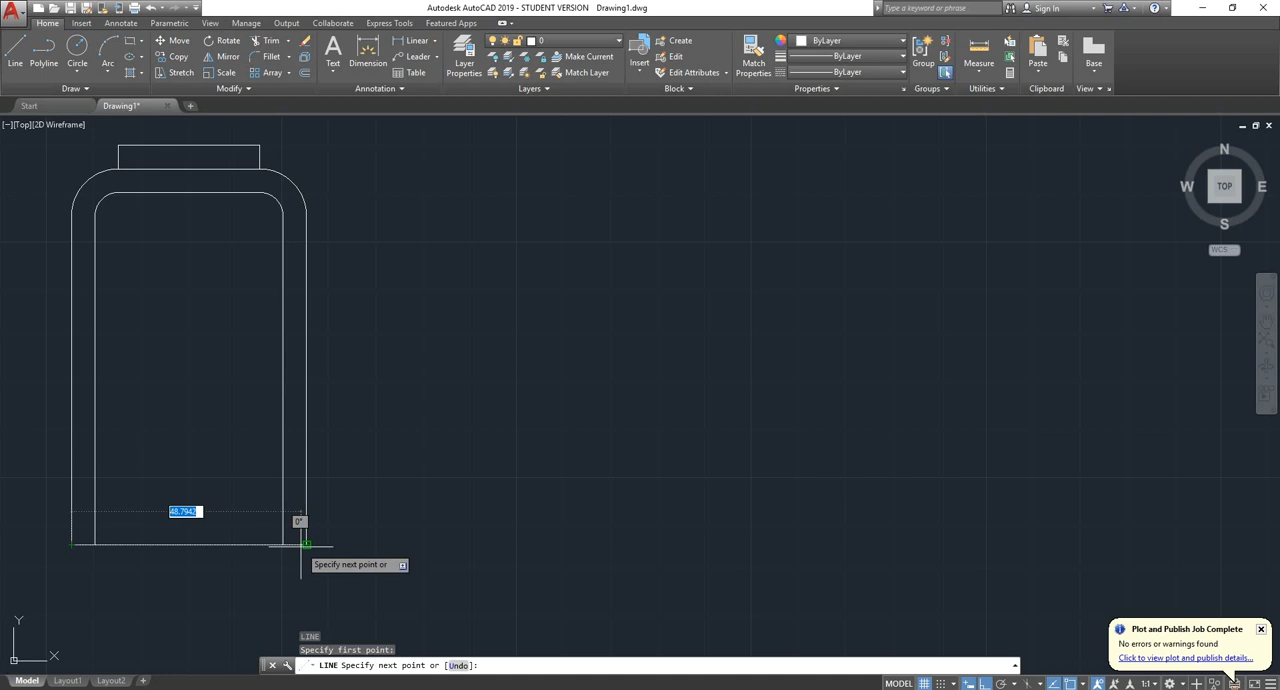 Autodesk AutoCAD 2019 - STUDENT VERSION Drawing1.dwg
Type a keyword or phrase
Sign In
Home Insert Annotate Parametric View Manage Output Collaborate Express Tools Featured Apps
Line Polyline Circle Arc
Move Rotate Trim
Copy Mirror Fillet
Stretch Scale Array
Text Dimension
Linear
Leader
Table
Layer Properties
0
Make Current
Match Layer
Insert
Create
Edit
Edit Attributes
Match Properties
ByLayer
ByLayer
ByLayer
Group
Measure
Paste
Base
Draw Modify Annotation Layers Block Properties Groups Utilities Clipboard View
Start Drawing1*
[−][Top][2D Wireframe]
N
W TOP E
S
WCS
48.7942
0°
Specify next point or
Y
X
LINE
Specify first point:
LINE Specify next point or [Undo]:
Plot and Publish Job Complete
No errors or warnings found
Click to view plot and publish details...
Model Layout1 Layout2
MODEL 1:1